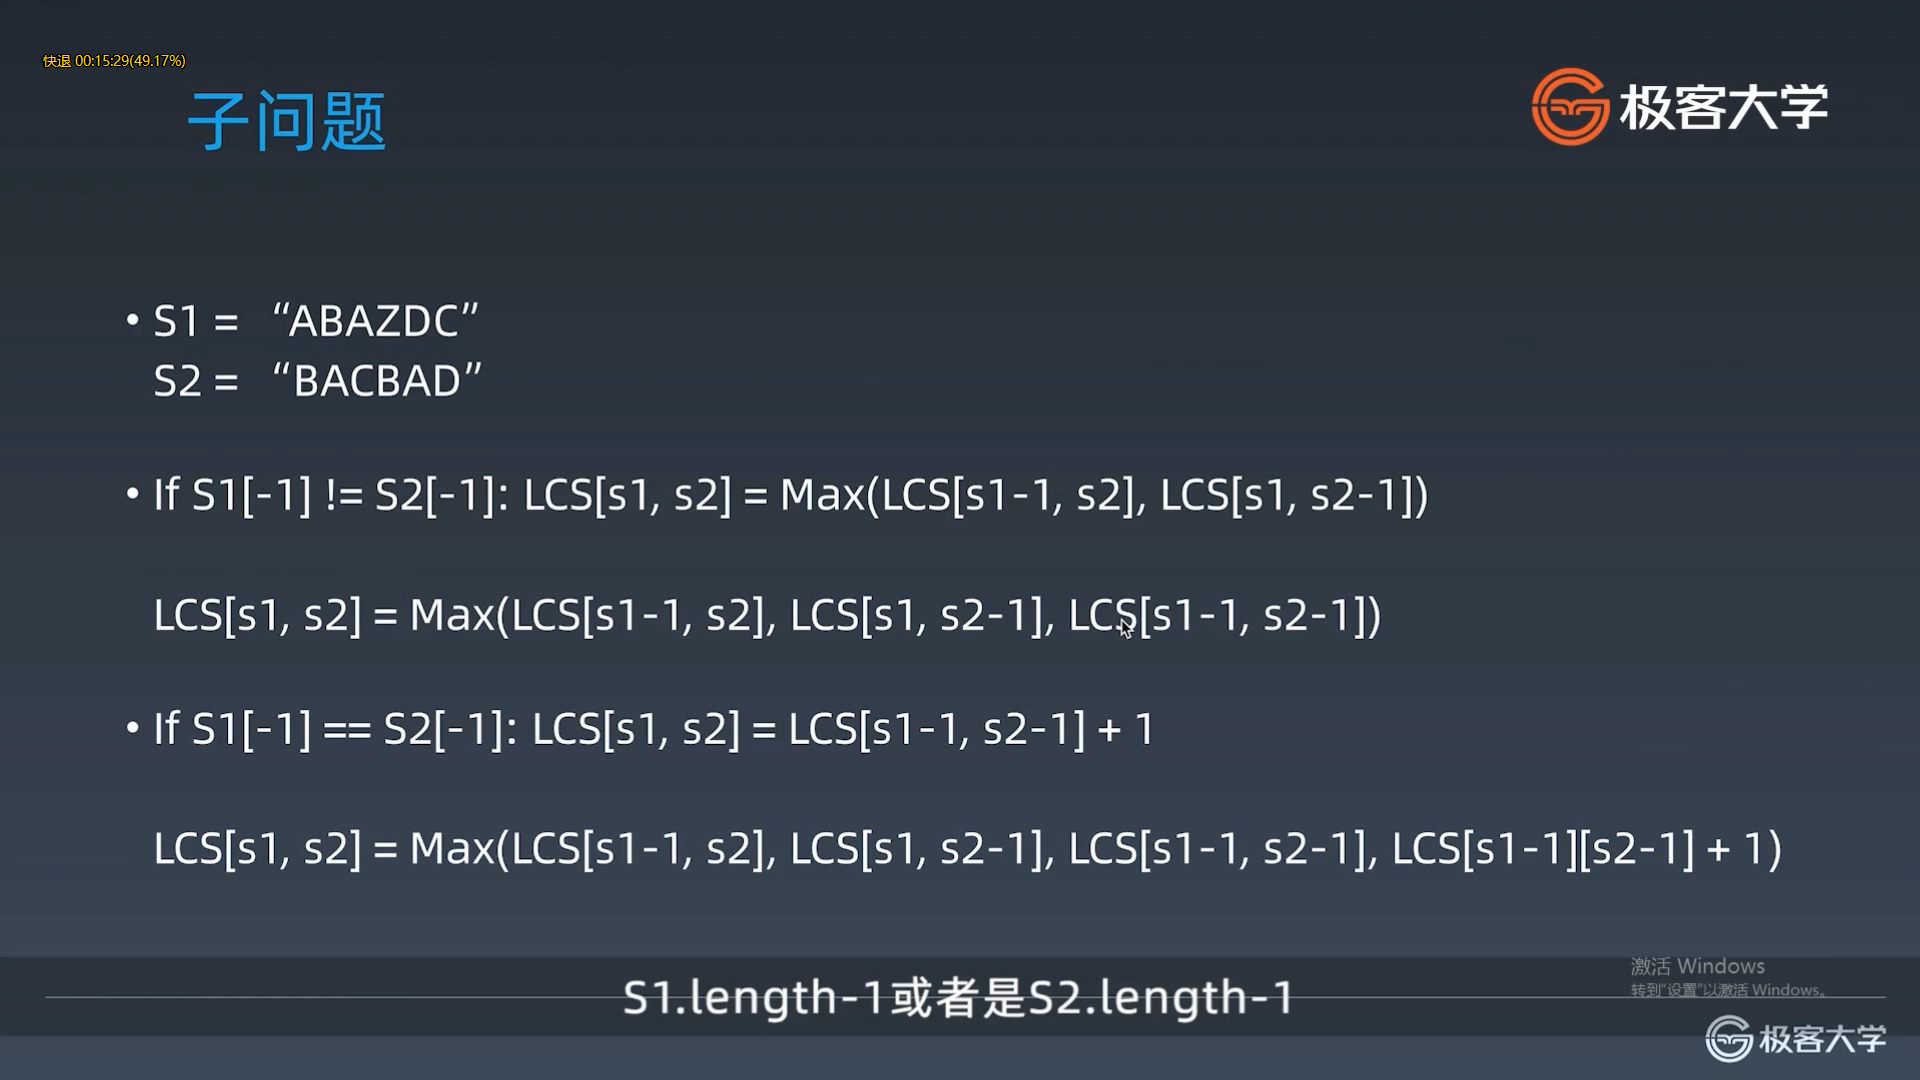 快退 00:15:29(49.17%)
子问题
极客大学
• S1 = “ABAZDC”
S2 = “BACBAD”
• If S1[-1] != S2[-1]: LCS[s1, s2] = Max(LCS[s1-1, s2], LCS[s1, s2-1])
LCS[s1, s2] = Max(LCS[s1-1, s2], LCS[s1, s2-1], LCS[s1-1, s2-1])
• If S1[-1] == S2[-1]: LCS[s1, s2] = LCS[s1-1, s2-1] + 1
LCS[s1, s2] = Max(LCS[s1-1, s2], LCS[s1, s2-1], LCS[s1-1, s2-1], LCS[s1-1][s2-1] + 1)
S1.length-1或者是S2.length-1
激活 Windows
转到“设置”以激活 Windows。
极客大学